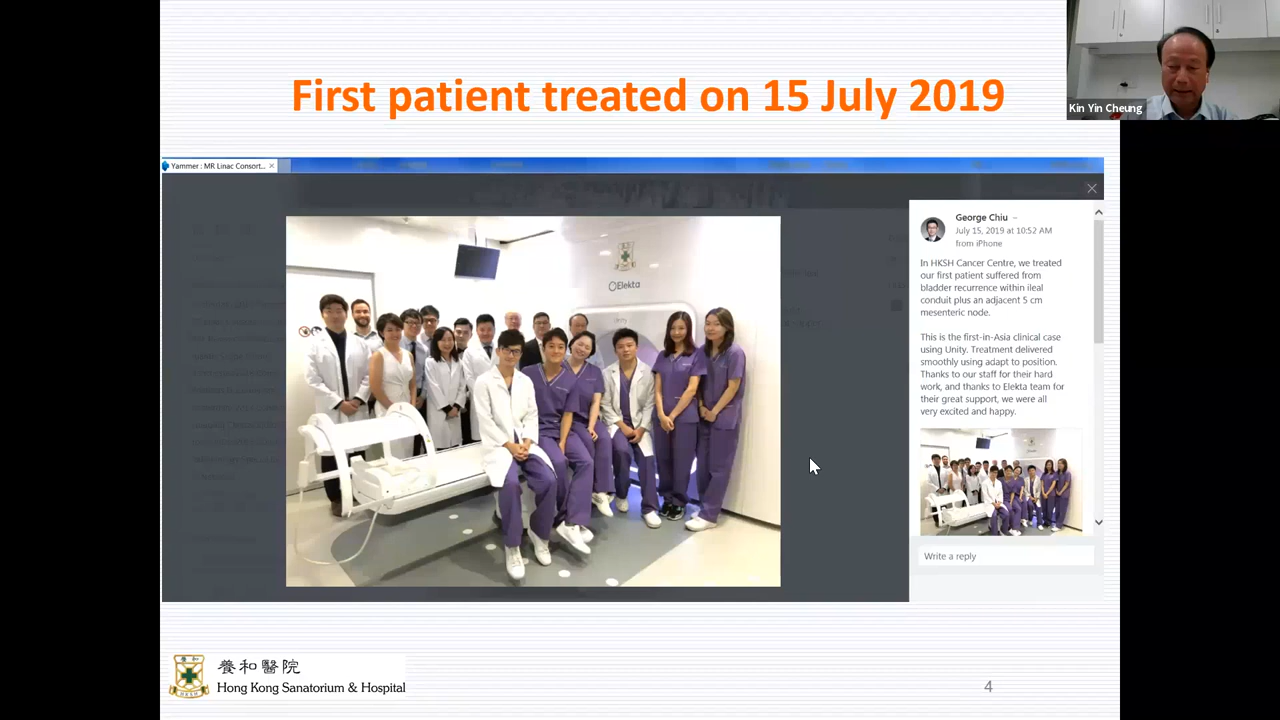 First patient treated on 15 July 2019
Kin Yin Cheung
Yammer : MR Linac Consort...
Elekta
George Chiu
July 15, 2019 at 10:52 AM
from iPhone
In HKSH Cancer Centre, we treated
our first patient suffered from
bladder recurrence within ileal
conduit plus an adjacent 5 cm
mesenteric node.
This is the first-in-Asia clinical case
using Unity. Treatment delivered
smoothly using adapt to position.
Thanks to our staff for their hard
work, and thanks to Elekta team for
their great support, we were all
very excited and happy.
Write a reply
養和醫院
Hong Kong Sanatorium & Hospital
4